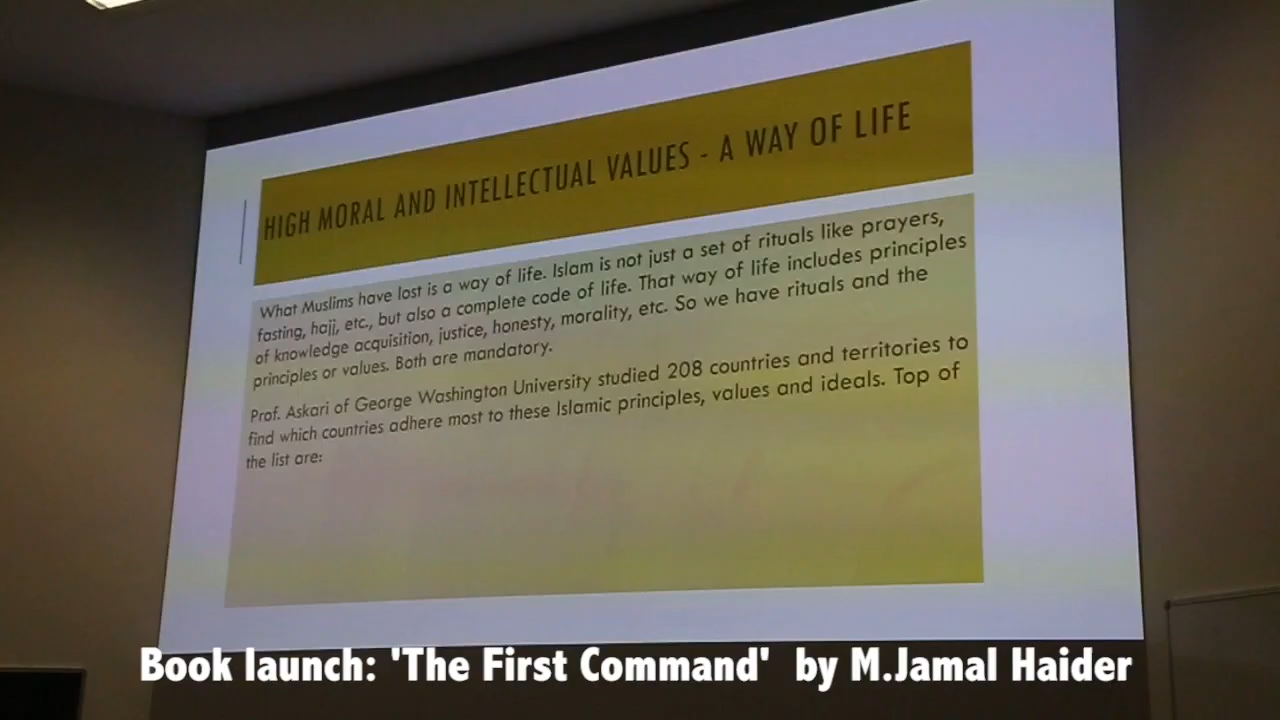 HIGH MORAL AND INTELLECTUAL VALUES - A WAY OF LIFE
What Muslims have lost is a way of life. Islam is not just a set of rituals like prayers,
fasting, hajj, etc., but also a complete code of life. That way of life includes principles
of knowledge acquisition, justice, honesty, morality, etc. So we have rituals and the
principles or values. Both are mandatory.
Prof. Askari of George Washington University studied 208 countries and territories to
find which countries adhere most to these Islamic principles, values and ideals. Top of
the list are:
Book launch: 'The First Command' by M.Jamal Haider